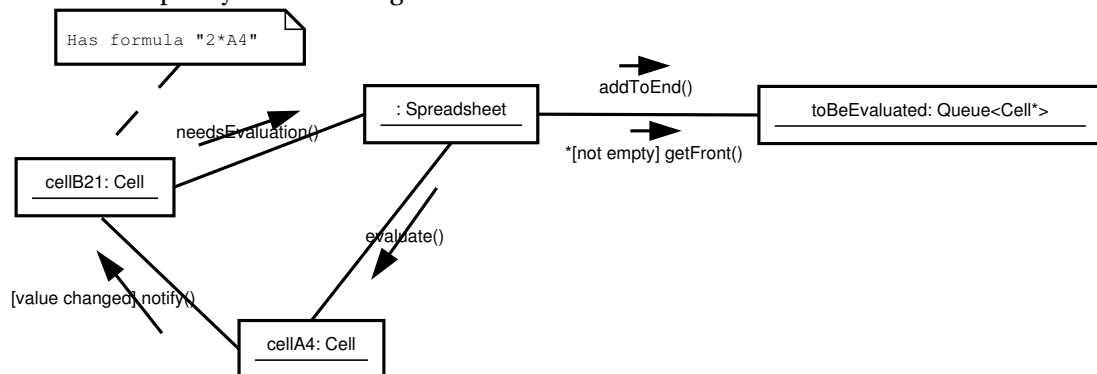 Has formula "2*A4"
addToEnd()
: Spreadsheet
toBeEvaluated: Queue<Cell*>
needsEvaluation()
*[not empty] getFront()
cellB21: Cell
evaluate()
[value changed] notify()
cellA4: Cell